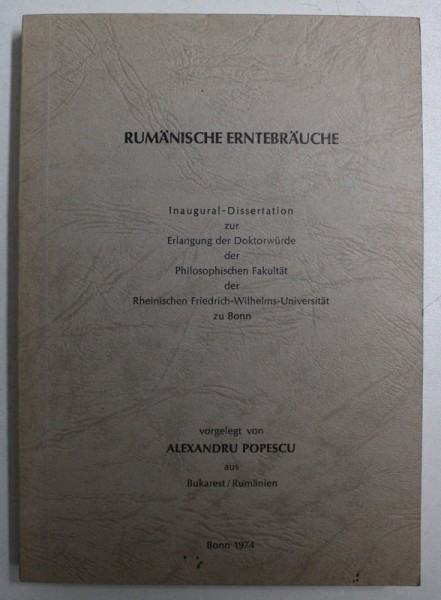 RUMÄNISCHE ERNTEBRÄUCHE
Inaugural-Dissertation
zur
Erlangung der Doktorwürde
der
Philosophischen Fakultät
der
Rheinischen Friedrich-Wilhelms-Universität
zu Bonn
vorgelegt von
ALEXANDRU POPESCU
aus
Bukarest/Rumänien
Bonn 1974